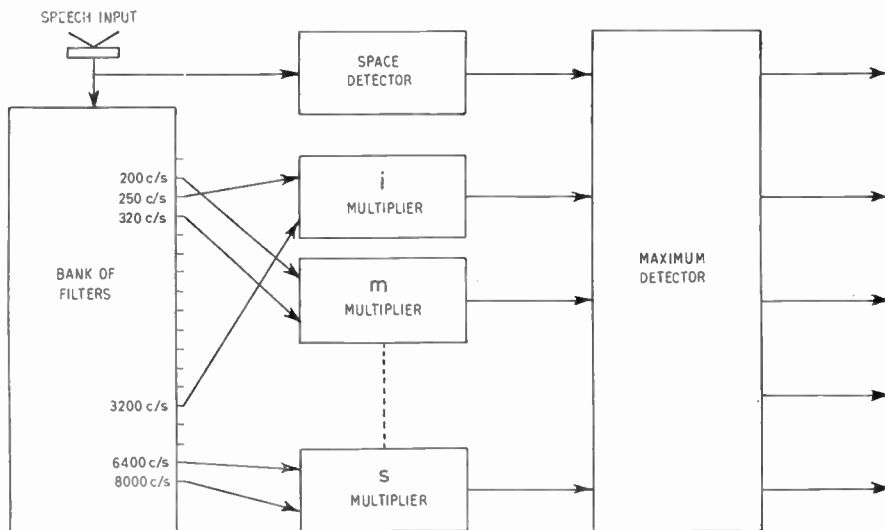 SPEECH INPUT
SPACE
DETECTOR
200 c/s
250 c/s
320 c/s
i
MULTIPLIER
BANK OF
FILTERS
m
MULTIPLIER
MAXIMUM
DETECTOR
3200 c/s
6400 c/s
8000 c/s
s
MULTIPLIER